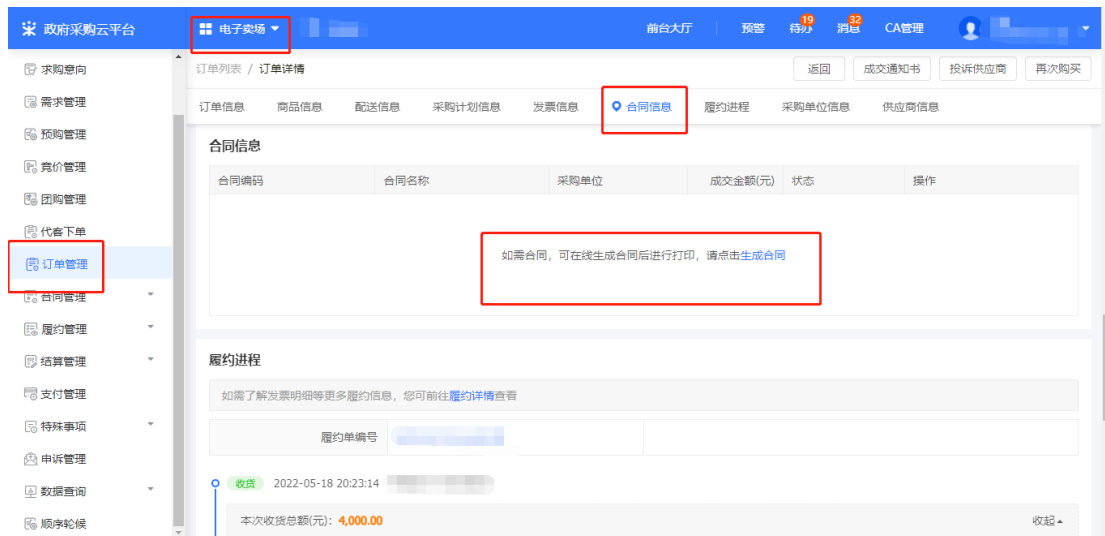 政府采购云平台
电子卖场
前台大厅
预警
待办
19
消息
32
CA管理
求购意向
需求管理
预购管理
竞价管理
团购管理
代客下单
订单管理
合同管理
履约管理
结算管理
支付管理
特殊事项
申诉管理
数据查询
顺序轮候
订单列表 / 订单详情
返回
成交通知书
投诉供应商
再次购买
订单信息 商品信息 配送信息 采购计划信息 发票信息 合同信息 履约进程 采购单位信息 供应商信息
合同信息
合同编码 合同名称 采购单位 成交金额(元) 状态 操作
如需合同，可在线生成合同后进行打印，请点击生成合同
履约进程
如需了解发票明细等更多履约信息，您可前往履约详情查看
履约单编号
收货 2022-05-18 20:23:14
本次收货总额(元)：4,000.00 收起